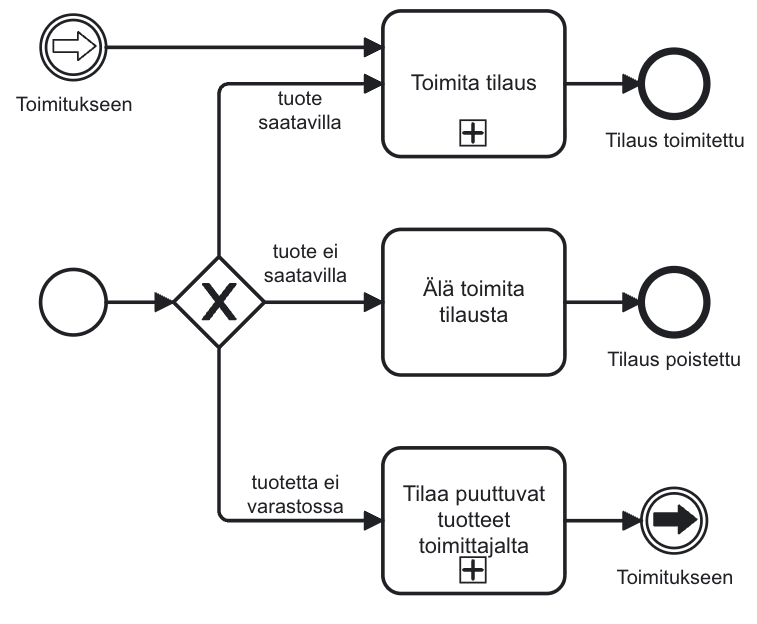 Toimita tilaus
Toimitukseen
tuote
saatavilla
Tilaus toimitettu
tuote ei
saatavilla
Älä toimita
tilausta
Tilaus poistettu
tuotetta ei
varastossa
Tilaa puuttuvat
tuotteet
toimittajalta
Toimitukseen